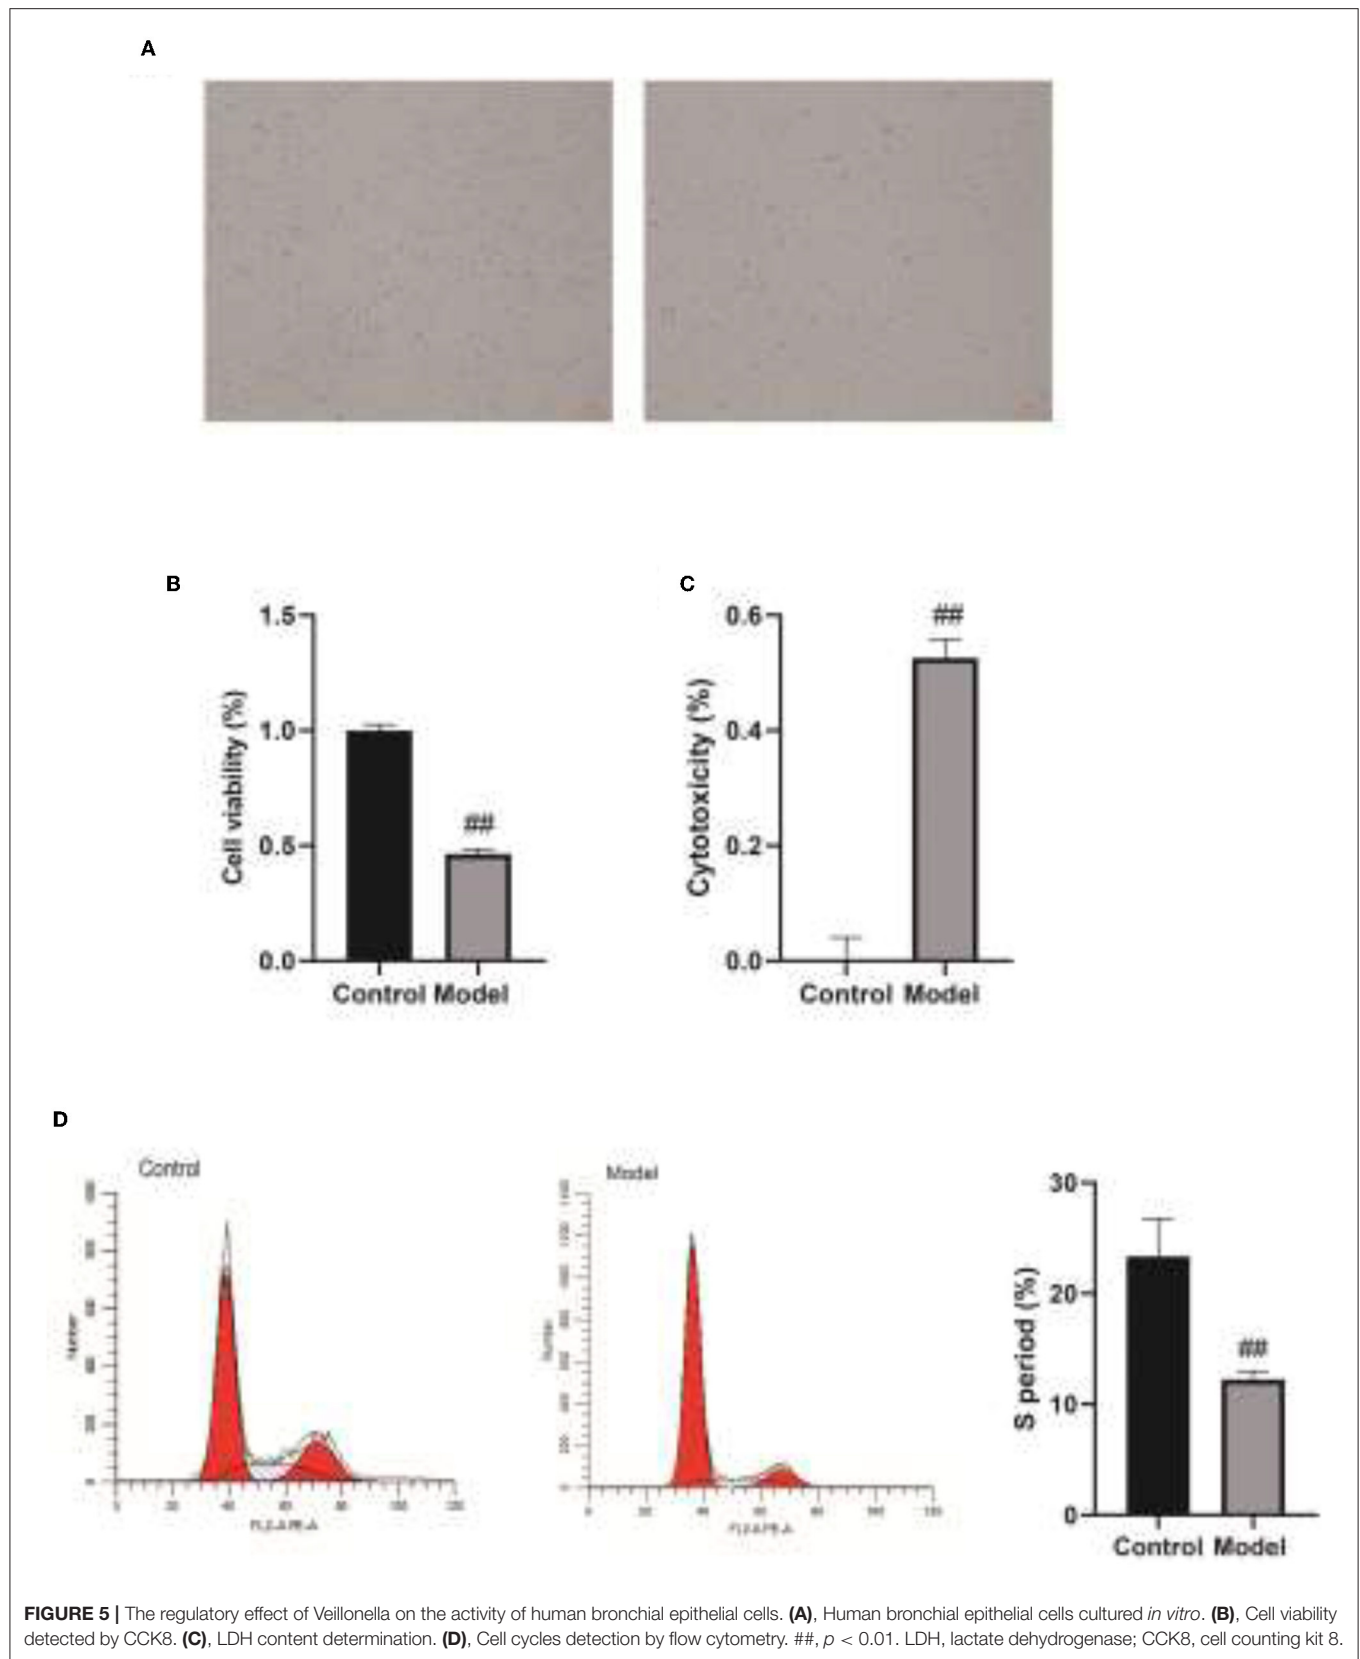 A
B
1.5
1.0
0.5
0.0
Cell viability (%)
##
Control Model
C
0.6
0.4
0.2
0.0
Cytotoxicity (%)
##
Control Model
D
Control
Number
0
Model
Number
0
30
20
10
0
S period (%)
##
Control Model
FIGURE 5 | The regulatory effect of Veillonella on the activity of human bronchial epithelial cells. (A), Human bronchial epithelial cells cultured in vitro. (B), Cell viability
detected by CCK8. (C), LDH content determination. (D), Cell cycles detection by flow cytometry. ##, p < 0.01. LDH, lactate dehydrogenase; CCK8, cell counting kit 8.